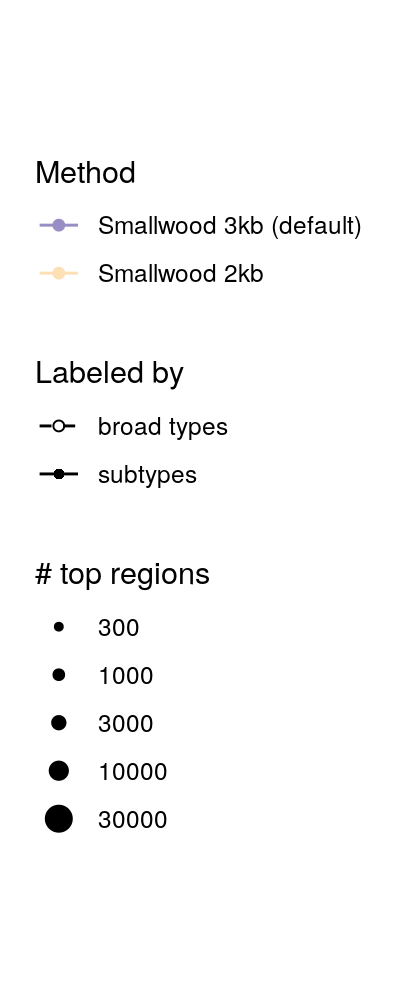 Method
Smallwood 3kb (default)
Smallwood 2kb
Labeled by
broad types
subtypes
# top regions
300
1000
3000
10000
30000